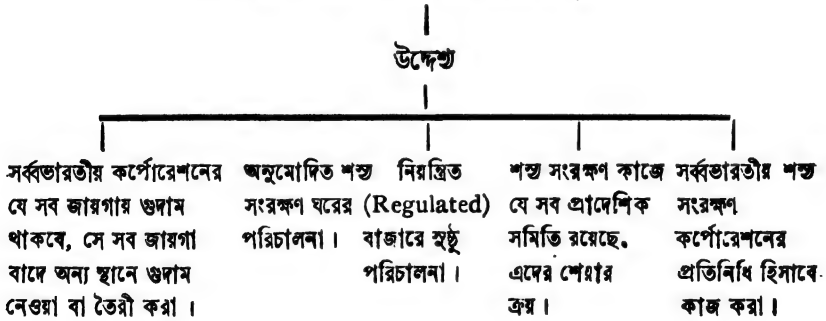 উদ্দেশ্য
সর্ব্বভারতীয় কর্পোরেশনের
যে সব জায়গায় গুদাম
থাকবে, সে সব জায়গা
বাদে অন্য স্থানে গুদাম
নেওয়া বা তৈরী করা ।
অনুমোদিত শস্য
সংরক্ষণ ঘরের
পরিচালনা ।
নিয়ন্ত্রিত
(Regulated)
বাজারে সুষ্ঠু
পরিচালনা ।
শস্য সংরক্ষণ কাজে
যে সব প্রাদেশিক
সমিতি রয়েছে.
এদের শেয়ার
ক্রয় ।
সর্ব্বভারতীয় শস্য
সংরক্ষণ
কর্পোরেশনের
প্রতিনিধি হিসাবে
কাজ করা ।